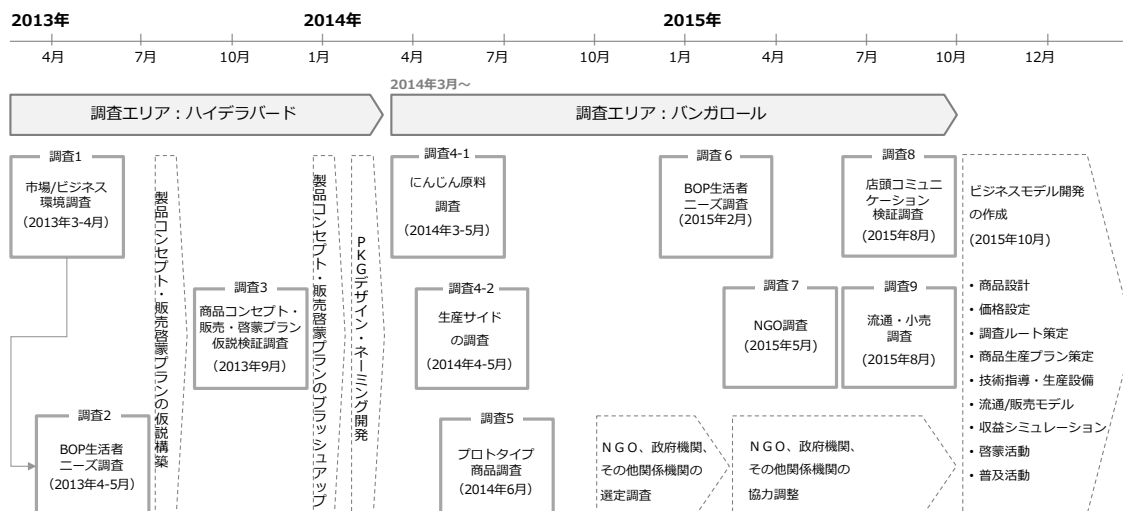 2013年
2014年
2015年
4月
7月
10月
1月
4月
7月
10月
1月
4月
7月
10月
12月
2014年3月～
調査エリア：ハイデラバード
調査エリア：バンガロール
調査1
市場/ビジネス
環境調査
（2013年3-4月）
調査2
BOP生活者
ニーズ調査
（2013年4-5月）
製品コンセプト・販売啓蒙プランの仮説構築
調査3
商品コンセプト・
販売・啓蒙プラン
仮説検証調査
（2013年9月）
製品コンセプト・販売啓蒙プランのブラッシュアップ
PKGデザイン・ネーミング開発
調査4-1
にんじん原料
調査
（2014年3-5月）
調査4-2
生産サイド
の調査
（2014年4-5月）
調査5
プロトタイプ
商品調査
（2014年6月）
ＮＧＯ、政府機関、
その他関係機関の
選定調査
調査６
BOP生活者
ニーズ調査
(2015年2月)
調査７
NGO調査
（2015年5月）
ＮＧＯ、政府機関、
その他関係機関の
協力調整
調査8
店頭コミュニ
ケーション
検証調査
(2015年8月)
調査9
流通・小売
調査
（2015年8月）
ビジネスモデル開発
の作成
(2015年10月)
• 商品設計
• 価格設定
• 調査ルート策定
• 商品生産プラン策定
• 技術指導・生産設備
• 流通/販売モデル
• 収益シミュレーション
• 啓蒙活動
• 普及活動